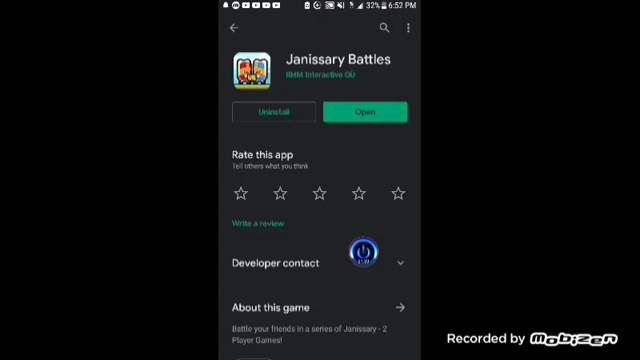 32% 6:52 PM
Janissary Battles
RHM Interactive OÜ
Uninstall
Open
Rate this app
Tell others what you think
Write a review
Developer contact
About this game
Battle your friends in a series of Janissary - 2
Player Games!
Recorded by Mobizen